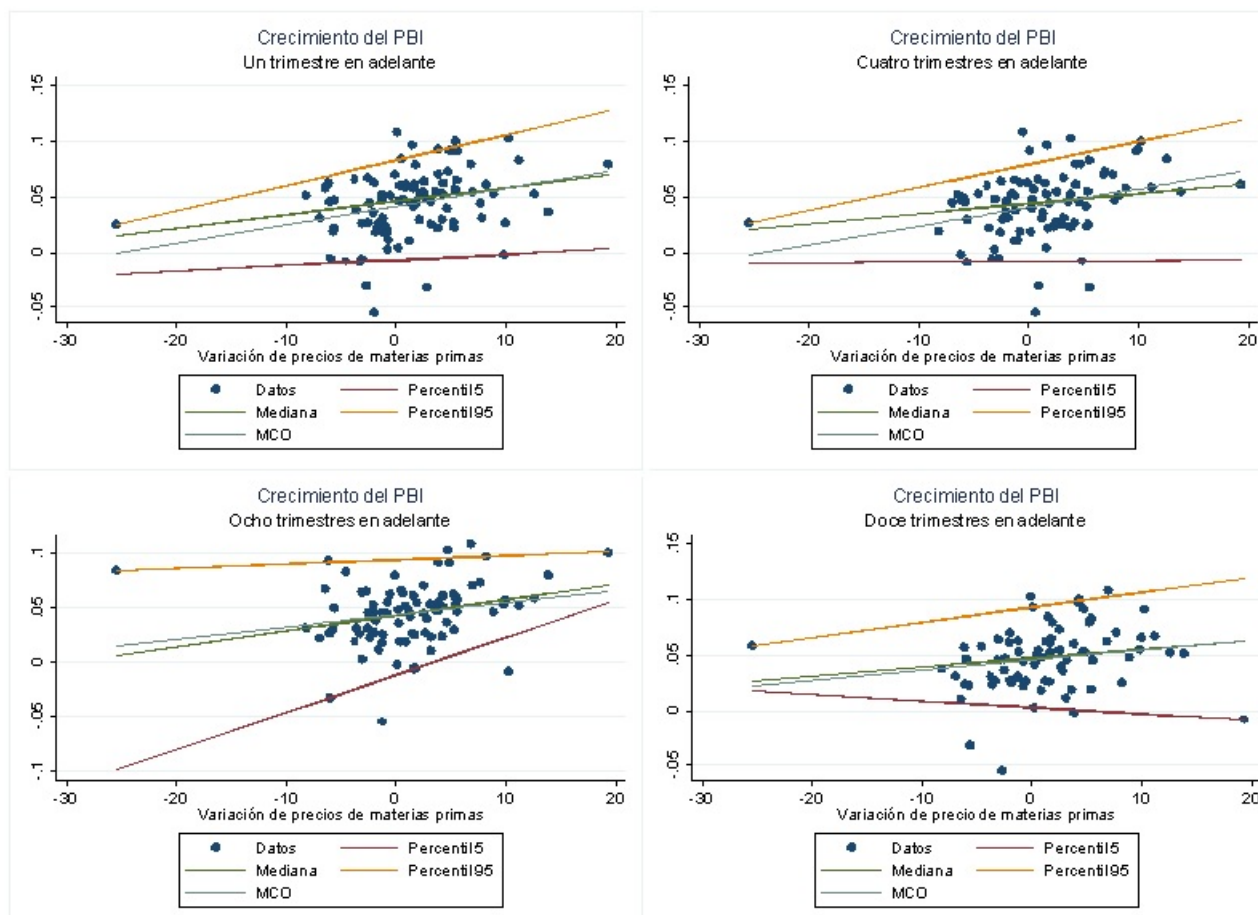 Crecimiento del PBI
Un trimestre en adelante
.15
.1
.05
0
-.05
-30 -20 -10 0 10 20
Variación de precios de materias primas
Datos Percentil5
Mediana Percentil95
MCO
Crecimiento del PBI
Cuatro trimestres en adelante
.15
.1
.05
0
-.05
-30 -20 -10 0 10 20
Variación de precios de materias primas
Datos Percentil5
Mediana Percentil95
MCO
Crecimiento del PBI
Ocho trimestres en adelante
.1
.05
0
-.05
-.1
-30 -20 -10 0 10 20
Variación de precios de materias primas
Datos Percentil5
Mediana Percentil95
MCO
Crecimiento del PBI
Doce trimestres en adelante
.15
.1
.05
0
-.05
-30 -20 -10 0 10 20
Variación de precio de materias primas
Datos Percentil5
Mediana Percentil95
MCO